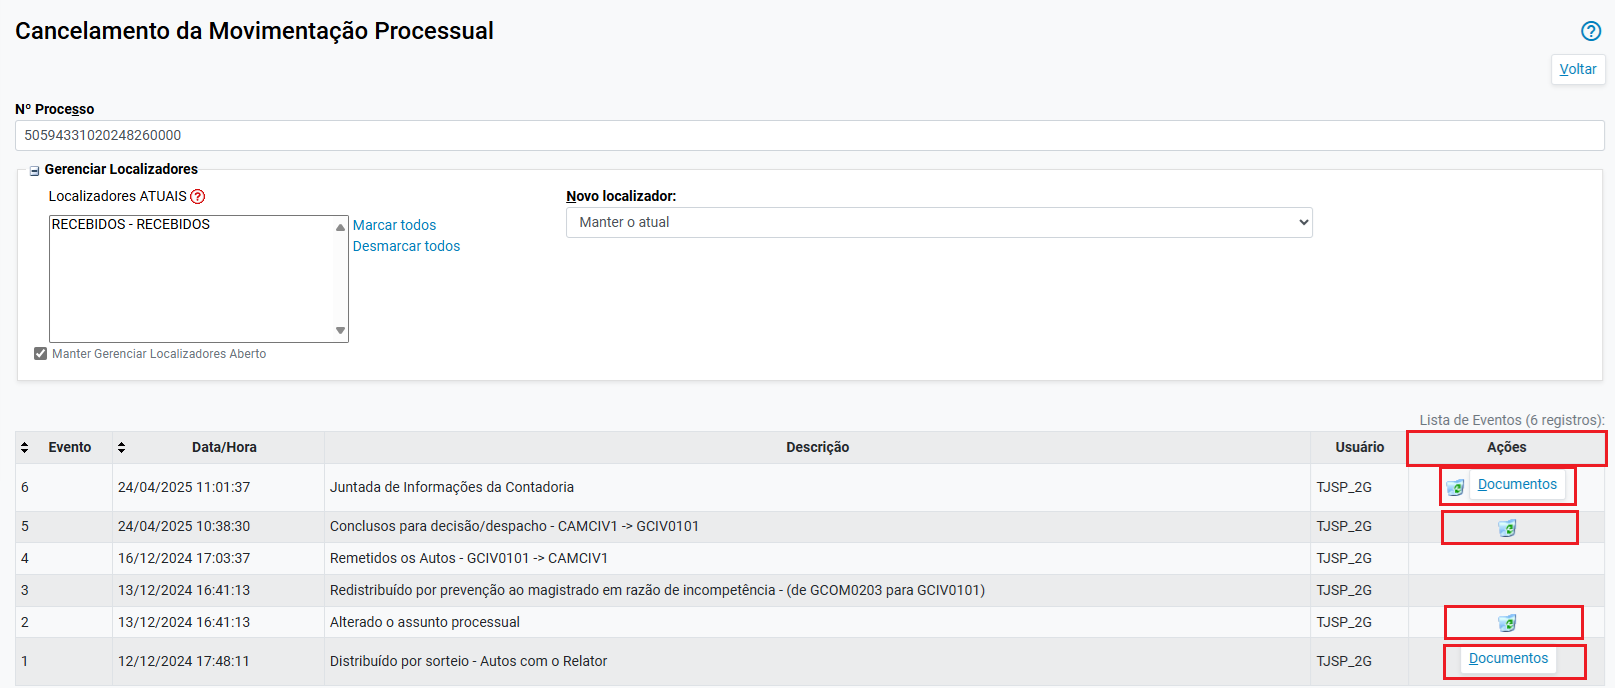 Cancelamento da Movimentação Processual
?
Voltar
Nº Processo
50594331020248260000
Gerenciar Localizadores
Localizadores ATUAIS ?
Novo localizador:
RECEBIDOS - RECEBIDOS
Marcar todos
Desmarcar todos
Manter o atual
Manter Gerenciar Localizadores Aberto
Lista de Eventos (6 registros):
Evento Data/Hora Descrição Usuário Ações
6 24/04/2025 11:01:37 Juntada de Informações da Contadoria TJSP_2G Documentos
5 24/04/2025 10:38:30 Conclusos para decisão/despacho - CAMCIV1 -> GCIV0101 TJSP_2G
4 16/12/2024 17:03:37 Remetidos os Autos - GCIV0101 -> CAMCIV1 TJSP_2G
3 13/12/2024 16:41:13 Redistribuído por prevenção ao magistrado em razão de incompetência - (de GCOM0203 para GCIV0101) TJSP_2G
2 13/12/2024 16:41:13 Alterado o assunto processual TJSP_2G
1 12/12/2024 17:48:11 Distribuído por sorteio - Autos com o Relator TJSP_2G Documentos